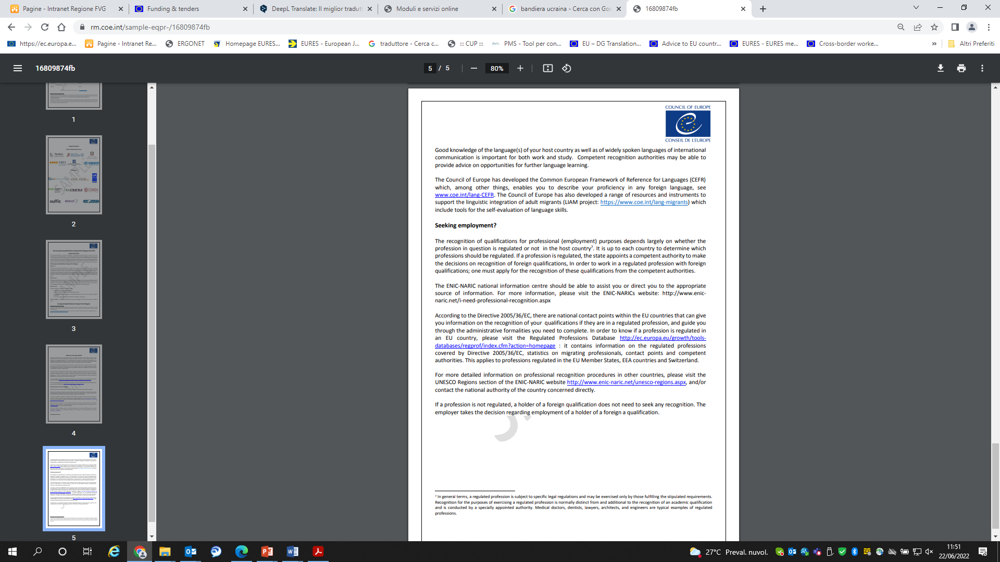 Pagine - Intranet Regione FVG
Funding & tenders
DeepL Translate: Il miglior tradut
Moduli e servizi online
bandiera ucraina - Cerca con Goo
16809874fb
rm.coe.int/sample-eqpr-/16809874fb
https://ec.europa.e...
Pagine - Intranet Re...
ERGONET
Homepage EURES...
EURES - European J...
traduttore - Cerca c...
::: CUP :::
PMS - Tool per con...
EU – DG Translation...
Advice to EU countr...
EURES - EURES me...
Cross-border worke...
»
Altri Preferiti
16809874fb
5 / 5
80%
1
2
3
4
5
COUNCIL OF EUROPE
CONSEIL DE L'EUROPE
Good knowledge of the language(s) of your host country as well as of widely spoken languages of international
communication is important for both work and study. Competent recognition authorities may be able to
provide advice on opportunities for further language learning.
The Council of Europe has developed the Common European Framework of Reference for Languages (CEFR)
which, among other things, enables you to describe your proficiency in any foreign language, see
www.coe.int/lang-CEFR. The Council of Europe has also developed a range of resources and instruments to
support the linguistic integration of adult migrants (LIAM project: https://www.coe.int/lang-migrants) which
include tools for the self-evaluation of language skills.
Seeking employment?
The recognition of qualifications for professional (employment) purposes depends largely on whether the
profession in question is regulated or not in the host country⁷. It is up to each country to determine which
professions should be regulated. If a profession is regulated, the state appoints a competent authority to make
the decisions on recognition of foreign qualifications, In order to work in a regulated profession with foreign
qualifications; one must apply for the recognition of these qualifications from the competent authorities.
The ENIC-NARIC national information centre should be able to assist you or direct you to the appropriate
source of information. For more information, please visit the ENIC-NARICs website: http://www.enic-
naric.net/i-need-professional-recognition.aspx
According to the Directive 2005/36/EC, there are national contact points within the EU countries that can give
you information on the recognition of your qualifications if they are in a regulated profession, and guide you
through the administrative formalities you need to complete. In order to know if a profession is regulated in
an EU country, please visit the Regulated Professions Database http://ec.europa.eu/growth/tools-
databases/regprof/index.cfm?action=homepage : it contains information on the regulated professions
covered by Directive 2005/36/EC, statistics on migrating professionals, contact points and competent
authorities. This applies to professions regulated in the EU Member States, EEA countries and Switzerland.
For more detailed information on professional recognition procedures in other countries, please visit the
UNESCO Regions section of the ENIC-NARIC website http://www.enic-naric.net/unesco-regions.aspx, and/or
contact the national authority of the country concerned directly.
If a profession is not regulated, a holder of a foreign qualification does not need to seek any recognition. The
employer takes the decision regarding employment of a holder of a foreign a qualification.
⁷ In general terms, a regulated profession is subject to specific legal regulations and may be exercised only by those fulfilling the stipulated requirements.
Recognition for the purposes of exercising a regulated profession is normally distinct from and additional to the recognition of an academic qualification
and is conducted by a specially appointed authority. Medical doctors, dentists, lawyers, architects, and engineers are typical examples of regulated
professions.
27°C Preval. nuvol.
11:51
22/06/2022